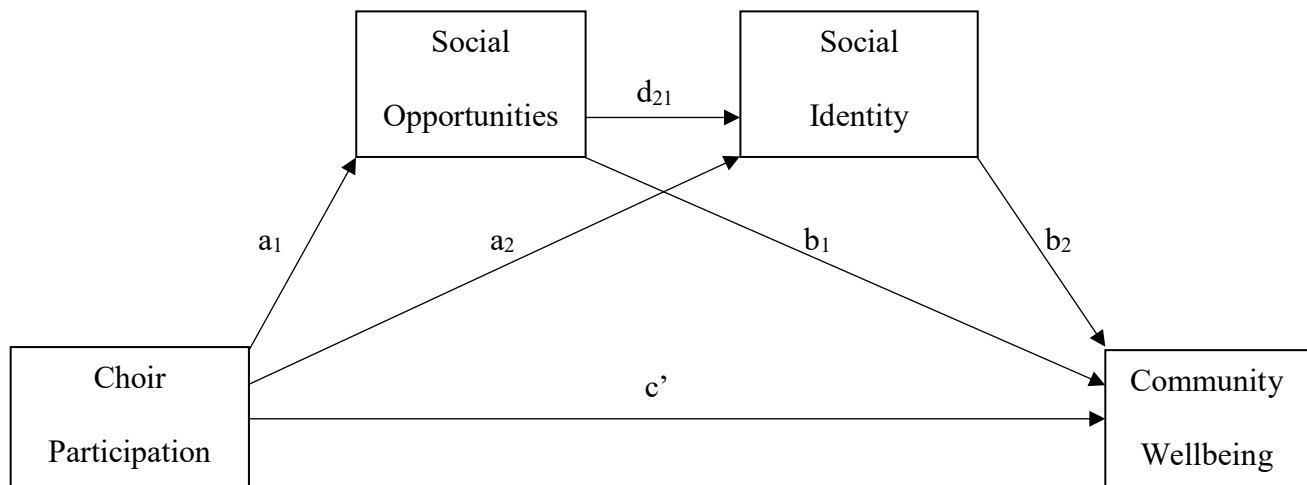 Social
Opportunities
d₂₁
Social
Identity
a₁
a₂
b₁
b₂
Choir
Participation
c’
Community
Wellbeing